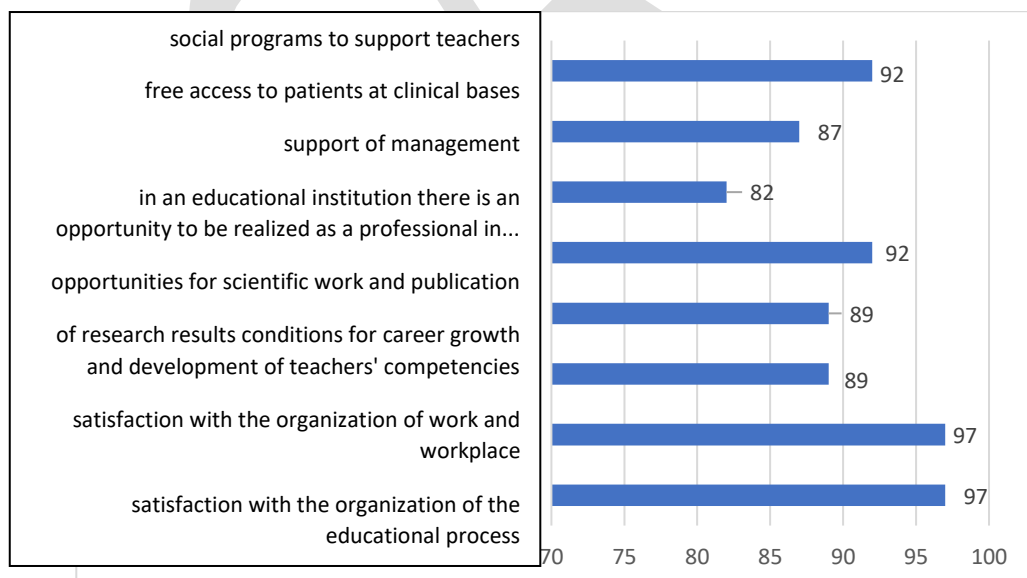 social programs to support teachers
92
free access to patients at clinical bases
87
support of management
82
in an educational institution there is an
opportunity to be realized as a professional in...
92
opportunities for scientific work and publication
89
of research results conditions for career growth
and development of teachers' competencies
89
satisfaction with the organization of work and
workplace
97
satisfaction with the organization of the
educational process
97
70 75 80 85 90 95 100